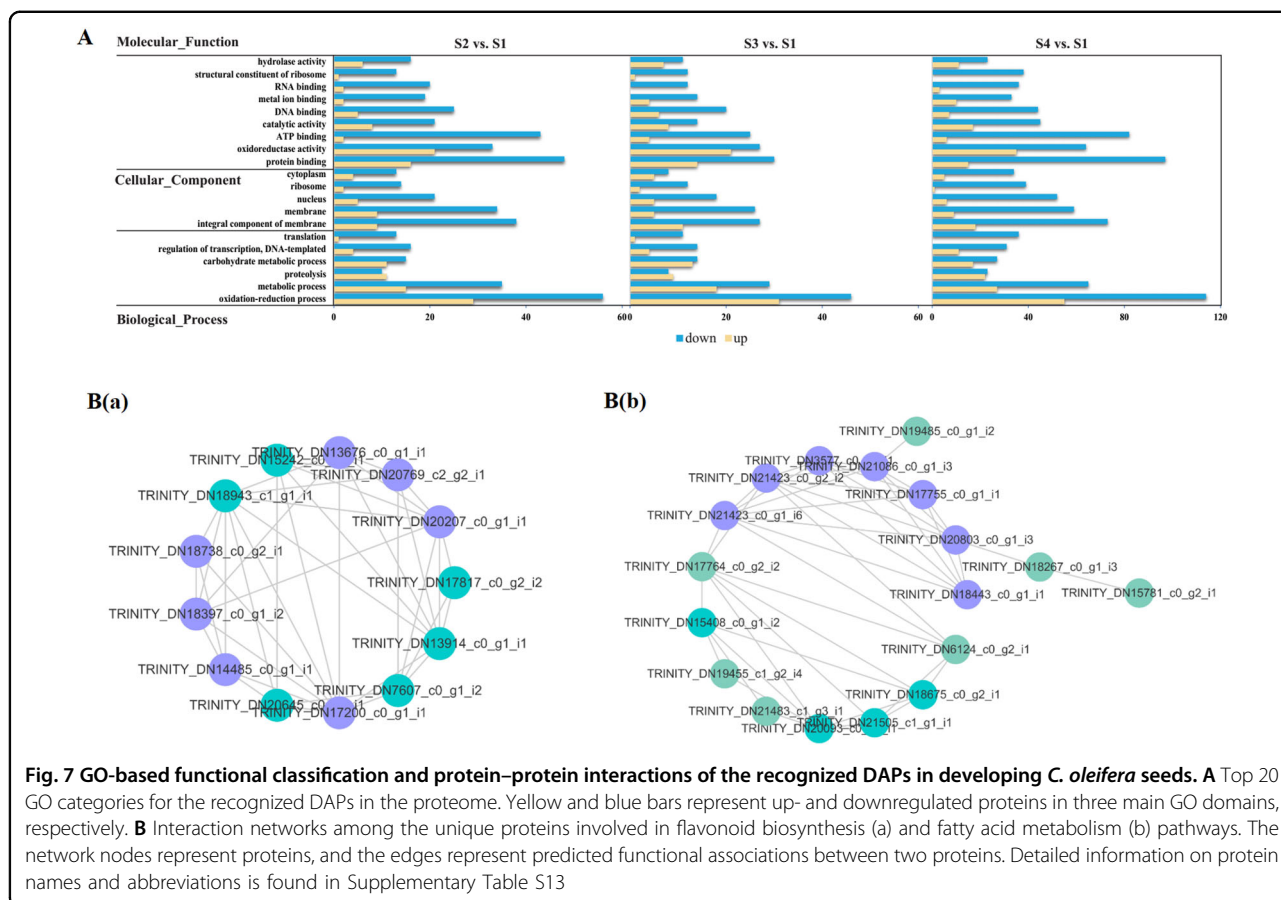 A
Molecular_Function
S2 vs. S1
S3 vs. S1
S4 vs. S1
hydrolase activity
structural constituent of ribosome
RNA binding
metal ion binding
DNA binding
catalytic activity
ATP binding
oxidoreductase activity
protein binding
cytoplasm
Cellular_Component
ribosome
nucleus
membrane
integral component of membrane
translation
regulation of transcription, DNA-templated
carbohydrate metabolic process
proteolysis
metabolic process
oxidation-reduction process
Biological_Process
0 20 40 60
0 20 40 60
0 20 40 60 80 100 120
down up
B(a)
TRINITY_DN13676_c0_g1_i1
TRINITY_DN15242_c0_
TRINITY_DN20769_c2_g2_i1
TRINITY_DN18943_c1_g1_i1
TRINITY_DN20207_c0_g1_i1
TRINITY_DN18738_c0_g2_i1
TRINITY_DN17817_c0_g2_i2
TRINITY_DN18397_c0_g1_i2
TRINITY_DN13914_c0_g1_i1
TRINITY_DN14485_c0_g1_i1
TRINITY_DN7607_c0_g1_i2
TRINITY_DN20645_c0_
TRINITY_DN17200_c0_g1_i1
B(b)
TRINITY_DN19485_c0_g1_i2
TRINITY_DN3577_c0_
TRINITY_DN21086_c0_g1_i3
TRINITY_DN21423_c0_g2_i2
TRINITY_DN17755_c0_g1_i1
TRINITY_DN21423_c0_g1_i6
TRINITY_DN20803_c0_g1_i3
TRINITY_DN17764_c0_g2_i2
TRINITY_DN18267_c0_g1_i3
TRINITY_DN18443_c0_g1_i1
TRINITY_DN15781_c0_g2_i1
TRINITY_DN15408_c0_g1_i2
TRINITY_DN6124_c0_g2_i1
TRINITY_DN19455_c1_g2_i4
TRINITY_DN18675_c0_g2_i1
TRINITY_DN21483_c1_g3_i1
TRINITY_DN21505_c1_g1_i1
TRINITY_DN20093_c0_
Fig. 7 GO-based functional classification and protein–protein interactions of the recognized DAPs in developing C. oleifera seeds. A Top 20
GO categories for the recognized DAPs in the proteome. Yellow and blue bars represent up- and downregulated proteins in three main GO domains,
respectively. B Interaction networks among the unique proteins involved in flavonoid biosynthesis (a) and fatty acid metabolism (b) pathways. The
network nodes represent proteins, and the edges represent predicted functional associations between two proteins. Detailed information on protein
names and abbreviations is found in Supplementary Table S13